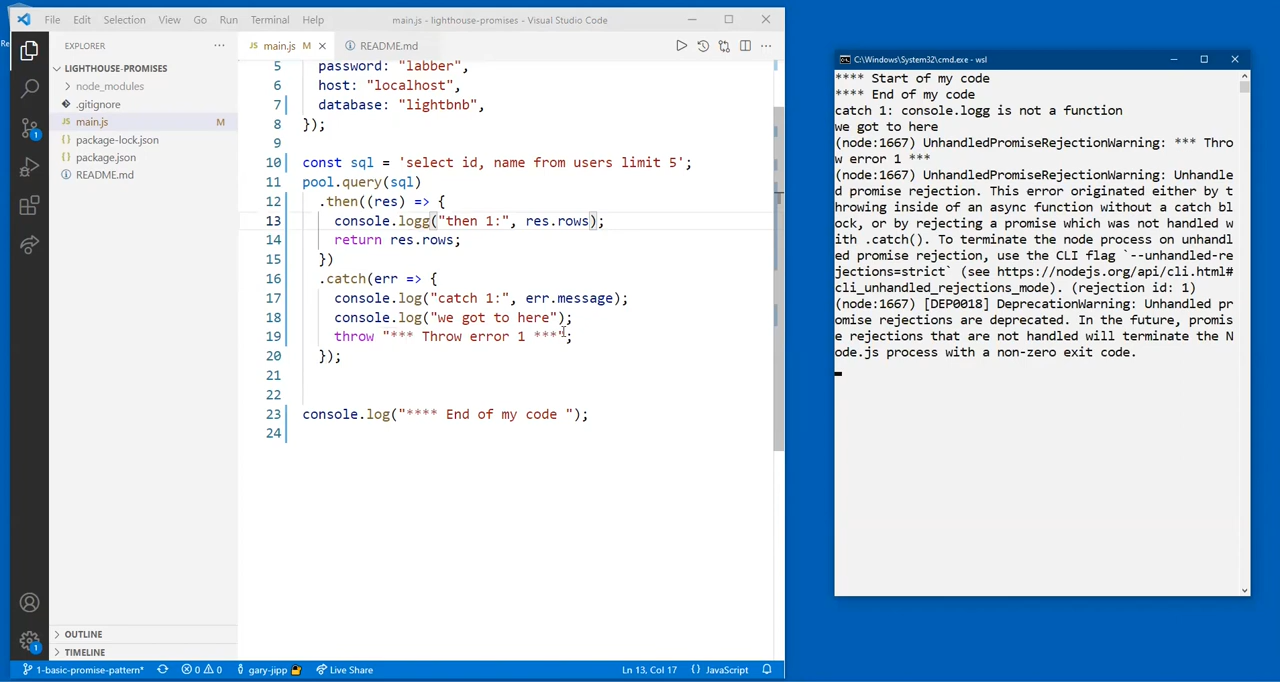 Re
File Edit Selection View Go Run Terminal Help
main.js - lighthouse-promises - Visual Studio Code
EXPLORER
LIGHTHOUSE-PROMISES
node_modules
.gitignore
JS main.js M
package-lock.json
package.json
README.md
OUTLINE
TIMELINE
1
1
JS main.js M
README.md
5 password: "labber",
6 host: "localhost",
7 database: "lightbnb",
8 });
9
10 const sql = 'select id, name from users limit 5';
11 pool.query(sql)
12 .then((res) => {
13 console.logg("then 1:", res.rows);
14 return res.rows;
15 })
16 .catch(err => {
17 console.log("catch 1:", err.message);
18 console.log("we got to here");
19 throw "*** Throw error 1 ***";
20 });
21
22
23 console.log("**** End of my code ");
24
1-basic-promise-pattern* 0 0 gary-jipp Live Share Ln 13, Col 17 {} JavaScript
C:\Windows\System32\cmd.exe - wsl
**** Start of my code
**** End of my code
catch 1: console.logg is not a function
we got to here
(node:1667) UnhandledPromiseRejectionWarning: *** Thro
w error 1 ***
(node:1667) UnhandledPromiseRejectionWarning: Unhandle
d promise rejection. This error originated either by t
hrowing inside of an async function without a catch bl
ock, or by rejecting a promise which was not handled w
ith .catch(). To terminate the node process on unhandl
ed promise rejection, use the CLI flag `--unhandled-re
jections=strict` (see https://nodejs.org/api/cli.html#
cli_unhandled_rejections_mode). (rejection id: 1)
(node:1667) [DEP0018] DeprecationWarning: Unhandled pr
omise rejections are deprecated. In the future, promis
e rejections that are not handled will terminate the N
ode.js process with a non-zero exit code.